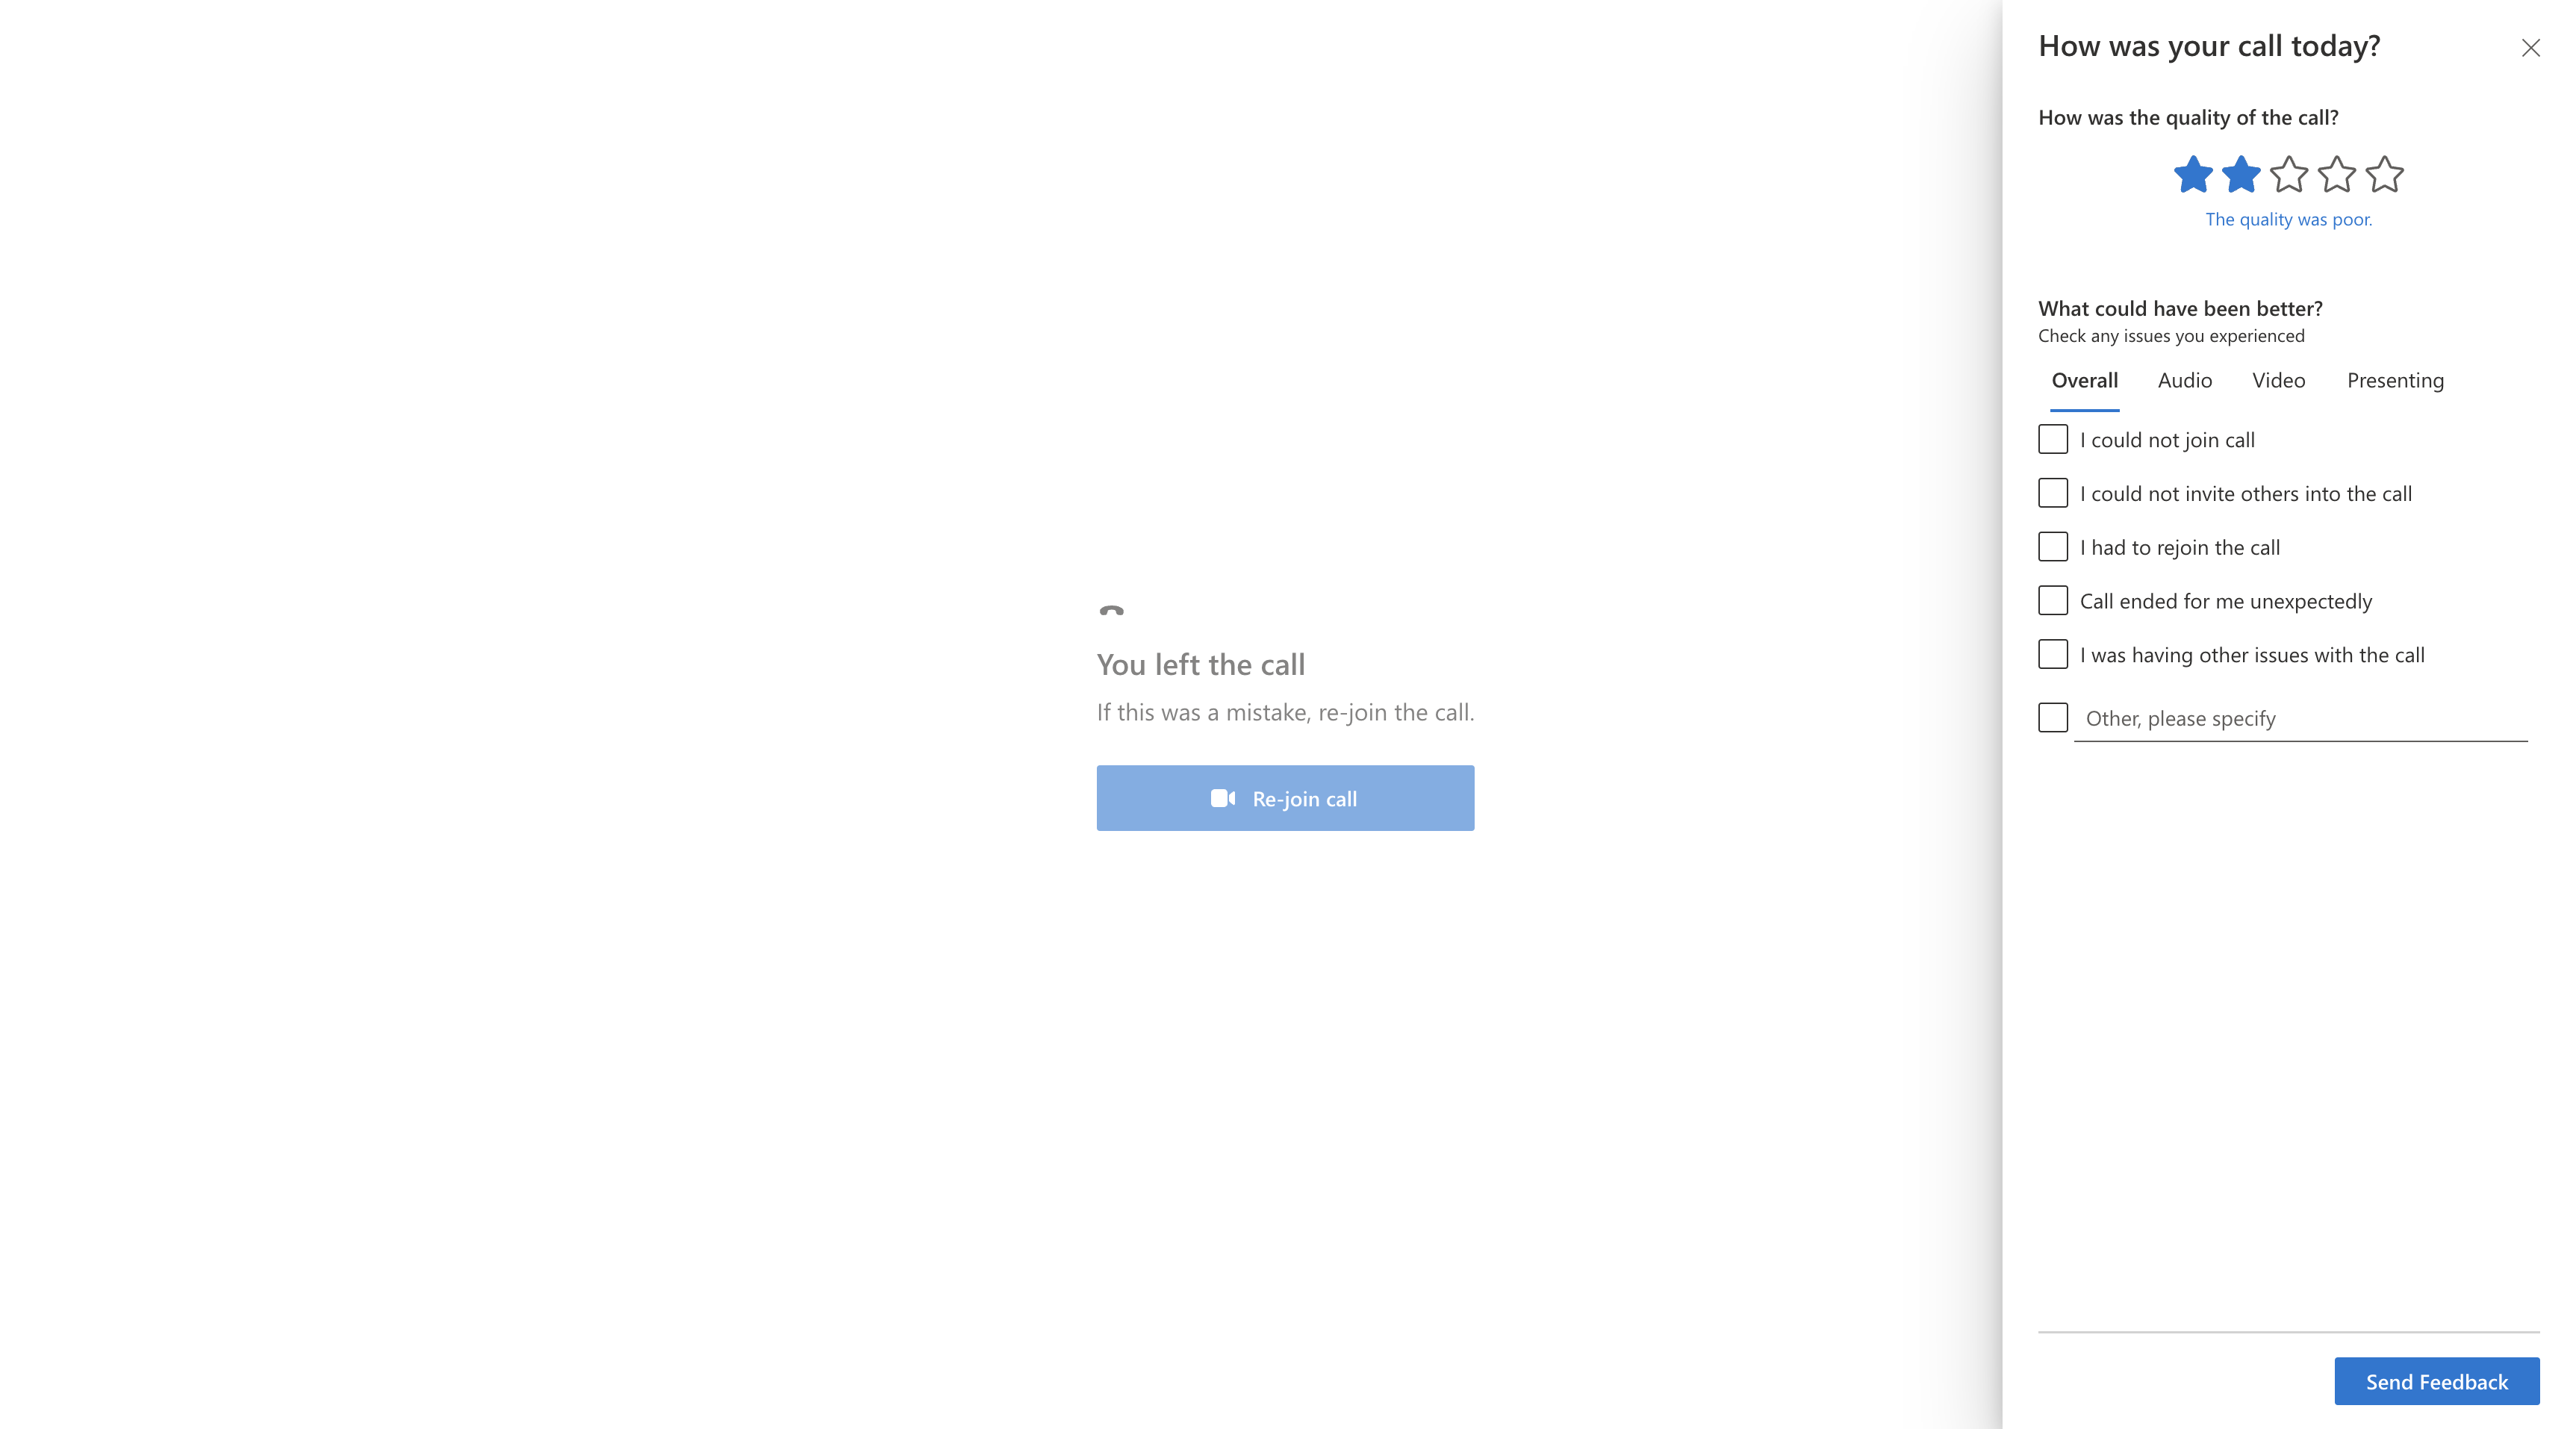 You left the call
If this was a mistake, re-join the call.
Re-join call
How was your call today?
How was the quality of the call?
The quality was poor.
What could have been better?
Check any issues you experienced
Overall Audio Video Presenting
I could not join call
I could not invite others into the call
I had to rejoin the call
Call ended for me unexpectedly
I was having other issues with the call
Other, please specify
Send Feedback